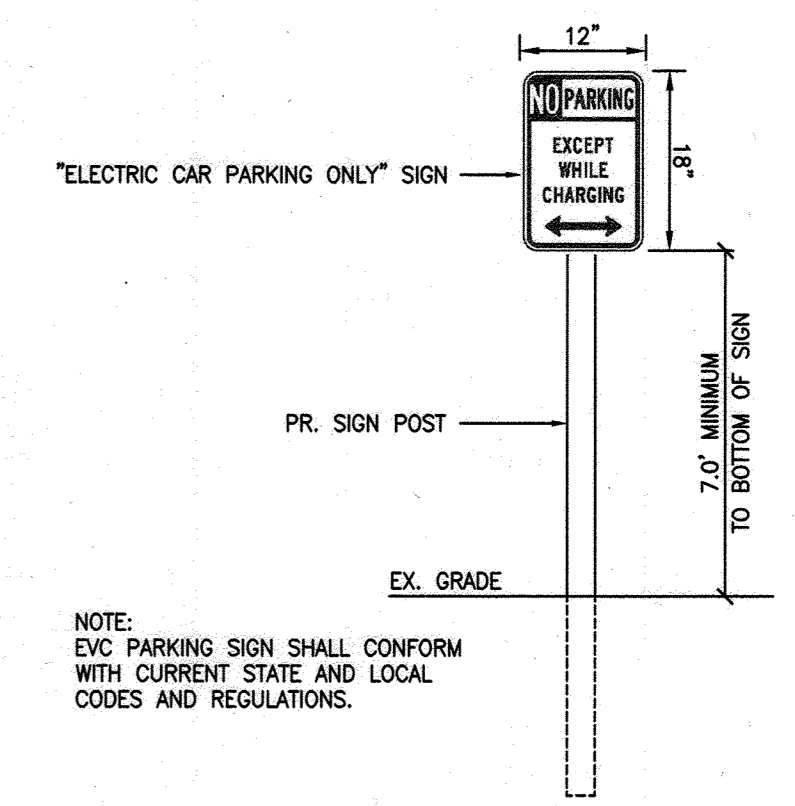 12"
NO PARKING
EXCEPT
WHILE
CHARGING
18"
"ELECTRIC CAR PARKING ONLY" SIGN
PR. SIGN POST
7.0' MINIMUM
TO BOTTOM OF SIGN
EX. GRADE
NOTE:
EVC PARKING SIGN SHALL CONFORM
WITH CURRENT STATE AND LOCAL
CODES AND REGULATIONS.